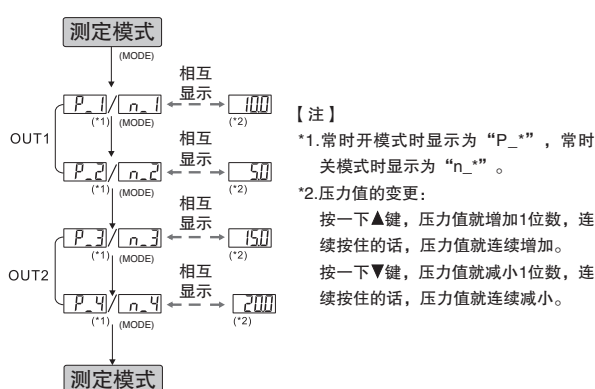 测定模式
(MODE)
相互
显示
P_1/n_1 10.0
(*1) (MODE) (*2)
OUT1
相互
显示
P_2/n_2 5.0
(*1) (MODE) (*2)
相互
显示
P_3/n_3 15.0
(*1) (MODE) (*2)
OUT2
相互
显示
P_4/n_4 20.0
(*1) (MODE) (*2)
测定模式
【注】
*1.常时开模式时显示为“P_*”，常时
关模式时显示为“n_*”。
*2.压力值的变更：
按一下▲键，压力值就增加1位数，连
续按住的话，压力值就连续增加。
按一下▼键，压力值就减小1位数，连
续按住的话，压力值就连续减小。